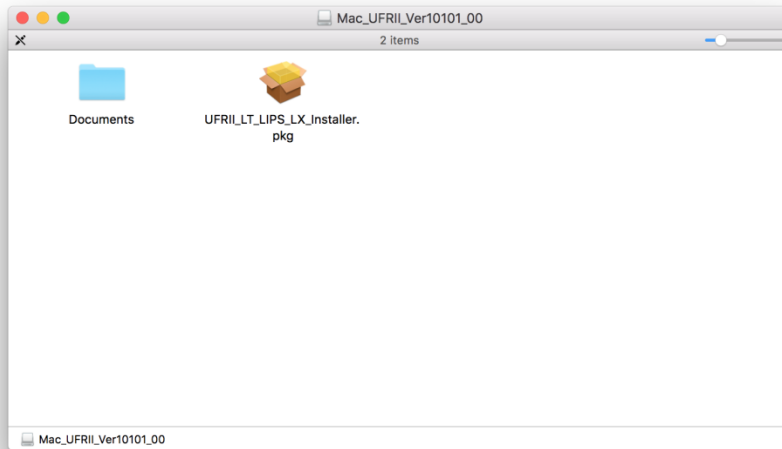 Mac_UFRII_Ver10101_00
2 items
Documents
UFRII_LT_LIPS_LX_Installer.
pkg
Mac_UFRII_Ver10101_00